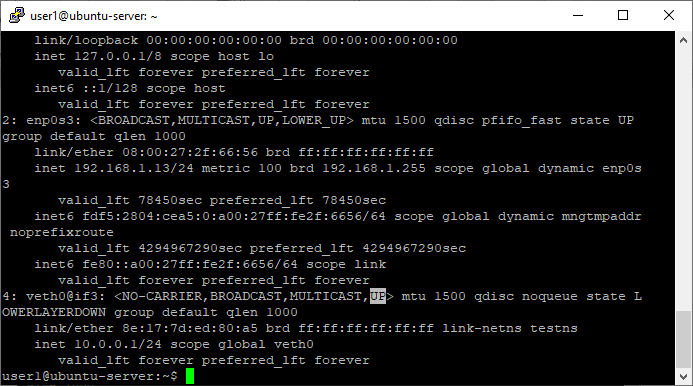 user1@ubuntu-server: ~
    link/loopback 00:00:00:00:00:00 brd 00:00:00:00:00:00
    inet 127.0.0.1/8 scope host lo
       valid_lft forever preferred_lft forever
    inet6 ::1/128 scope host
       valid_lft forever preferred_lft forever
2: enp0s3: <BROADCAST,MULTICAST,UP,LOWER_UP> mtu 1500 qdisc pfifo_fast state UP
group default qlen 1000
    link/ether 08:00:27:2f:66:56 brd ff:ff:ff:ff:ff:ff
    inet 192.168.1.13/24 metric 100 brd 192.168.1.255 scope global dynamic enp0s
3
       valid_lft 78450sec preferred_lft 78450sec
    inet6 fdf5:2804:cea5:0:a00:27ff:fe2f:6656/64 scope global dynamic mngtmpaddr
 noprefixroute
       valid_lft 4294967290sec preferred_lft 4294967290sec
    inet6 fe80::a00:27ff:fe2f:6656/64 scope link
       valid_lft forever preferred_lft forever
4: veth0@if3: <NO-CARRIER,BROADCAST,MULTICAST,UP> mtu 1500 qdisc noqueue state L
OWERLAYERDOWN group default qlen 1000
    link/ether 8e:17:7d:ed:80:a5 brd ff:ff:ff:ff:ff:ff link-netns testns
    inet 10.0.0.1/24 scope global veth0
       valid_lft forever preferred_lft forever
user1@ubuntu-server:~$